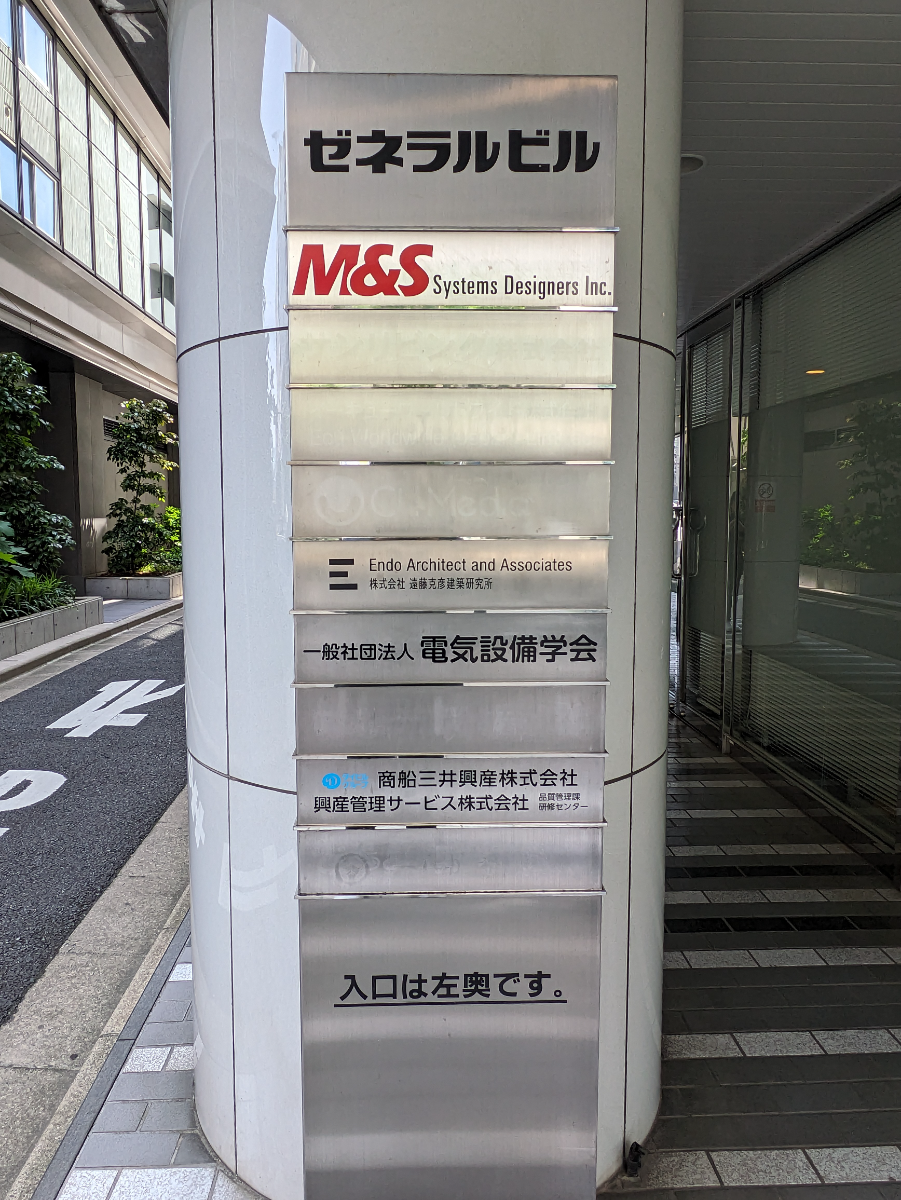 ゼネラルビル
M&S Systems Designers Inc.
Endo Architect and Associates
株式会社 遠藤克彦建築研究所
一般社団法人 電気設備学会
商船三井興産株式会社
興産管理サービス株式会社 品質管理課
研修センター
入口は左奥です。
止